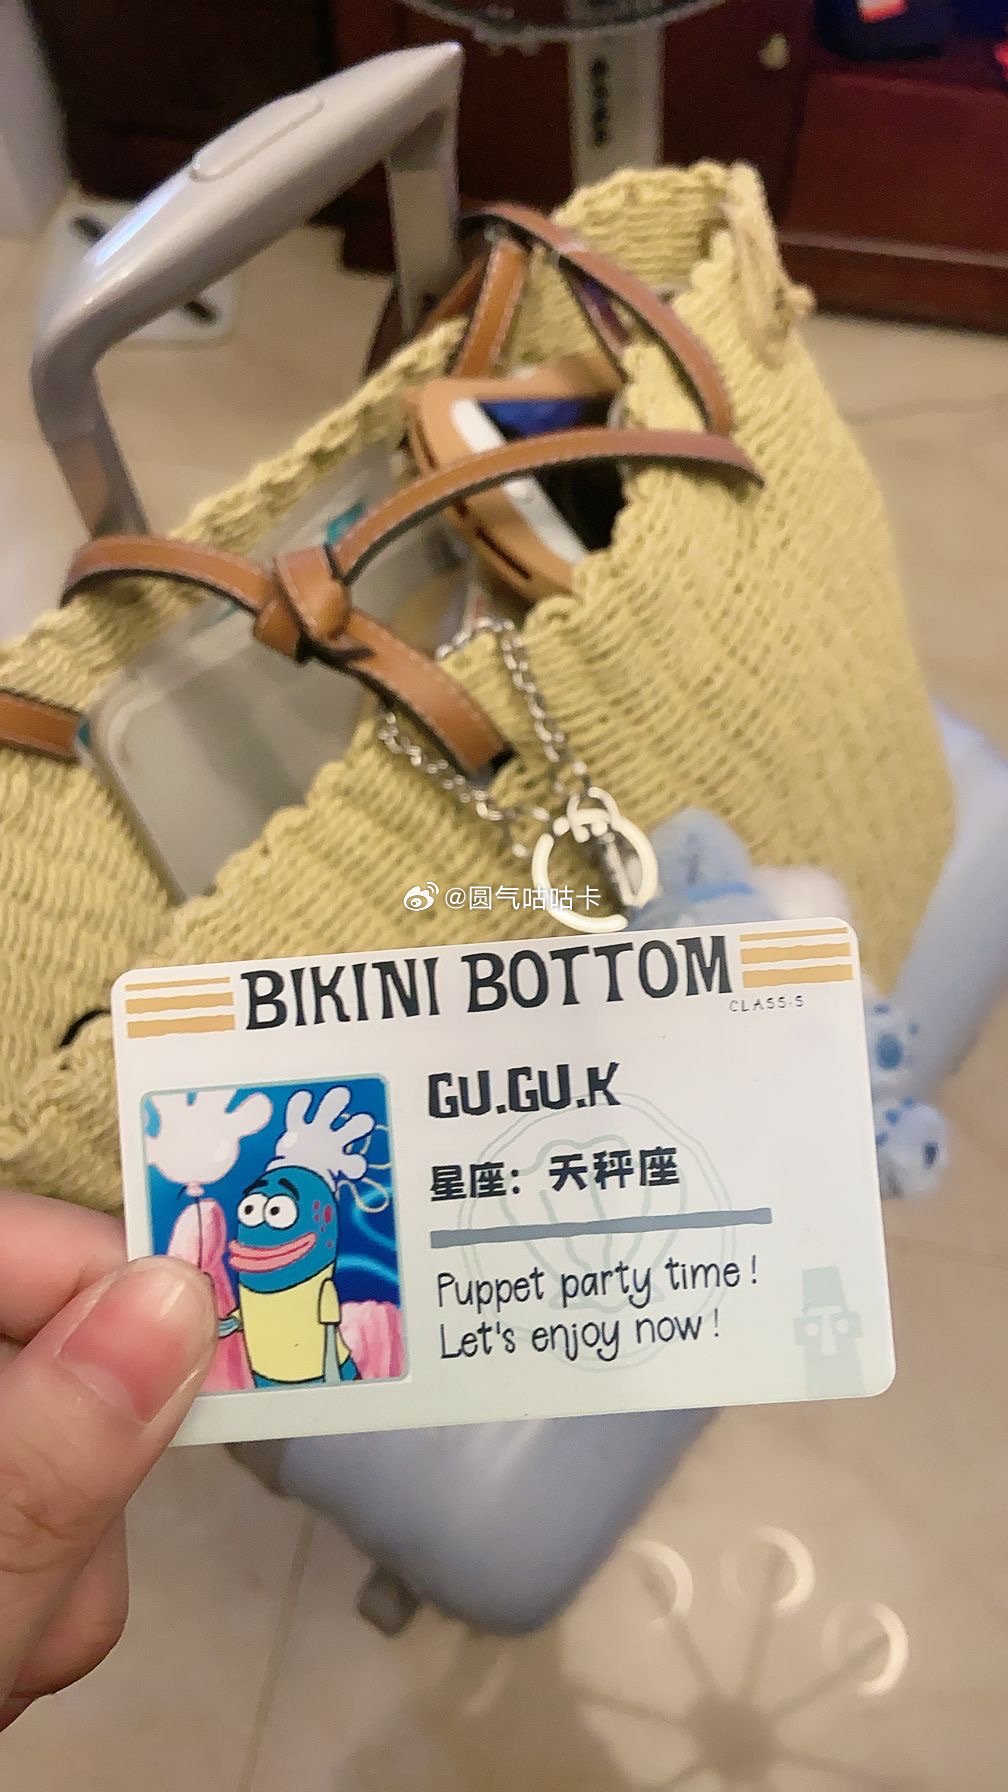 @圆气咕咕卡
BIKINI BOTTOM
CLASS:5
GU.GU.K
星座：天秤座
Puppet party time!
Let's enjoy now!